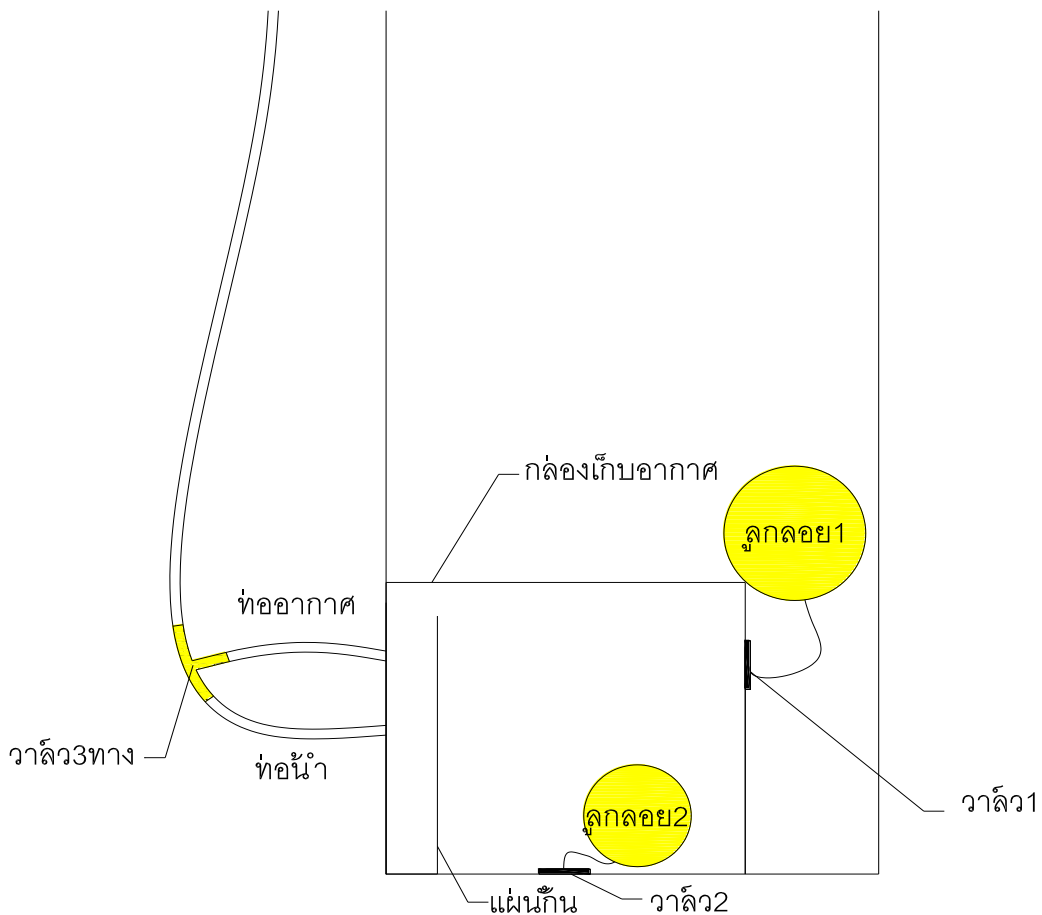 กล่องเก็บอากาศ
ลูกลอย1
ท่ออากาศ
วาล์ว3ทาง
ท่อน้ำ
วาล์ว1
ลูกลอย2
แผ่นกั้น
วาล์ว2